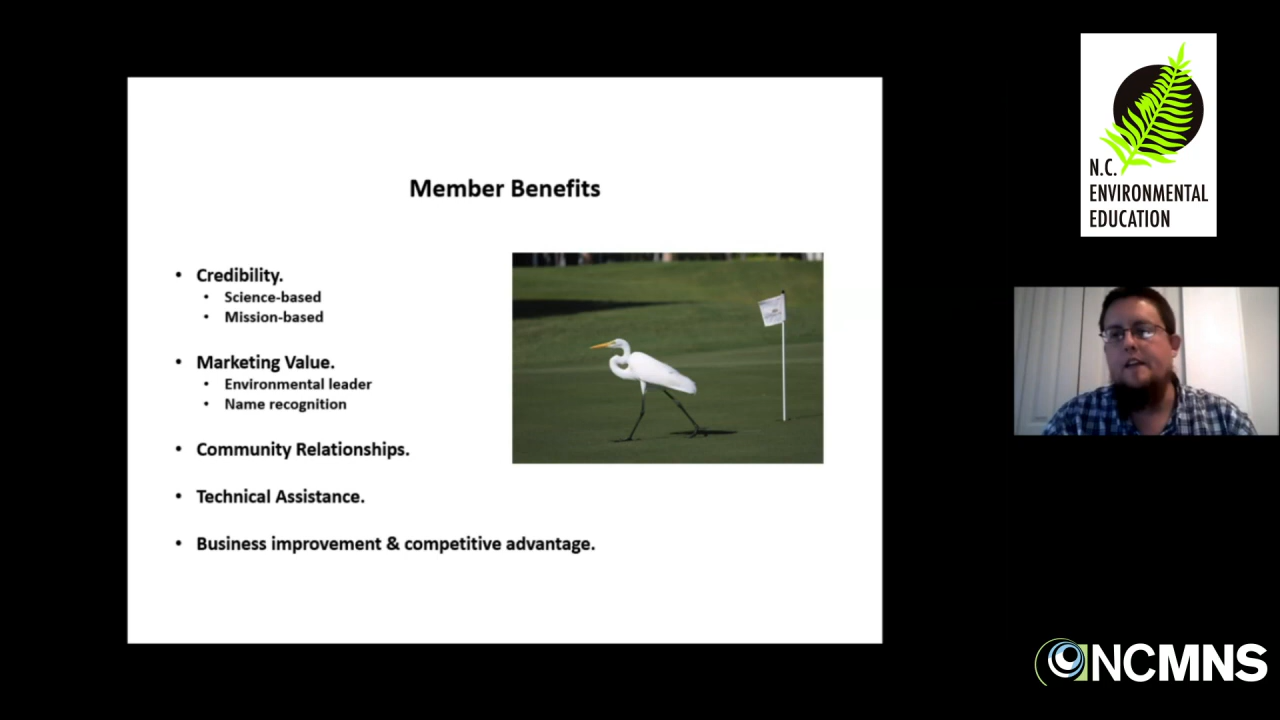 Member Benefits
• Credibility.
• Science-based
• Mission-based
• Marketing Value.
• Environmental leader
• Name recognition
• Community Relationships.
• Technical Assistance.
• Business improvement & competitive advantage.
N.C.
ENVIRONMENTAL
EDUCATION
NCMNS